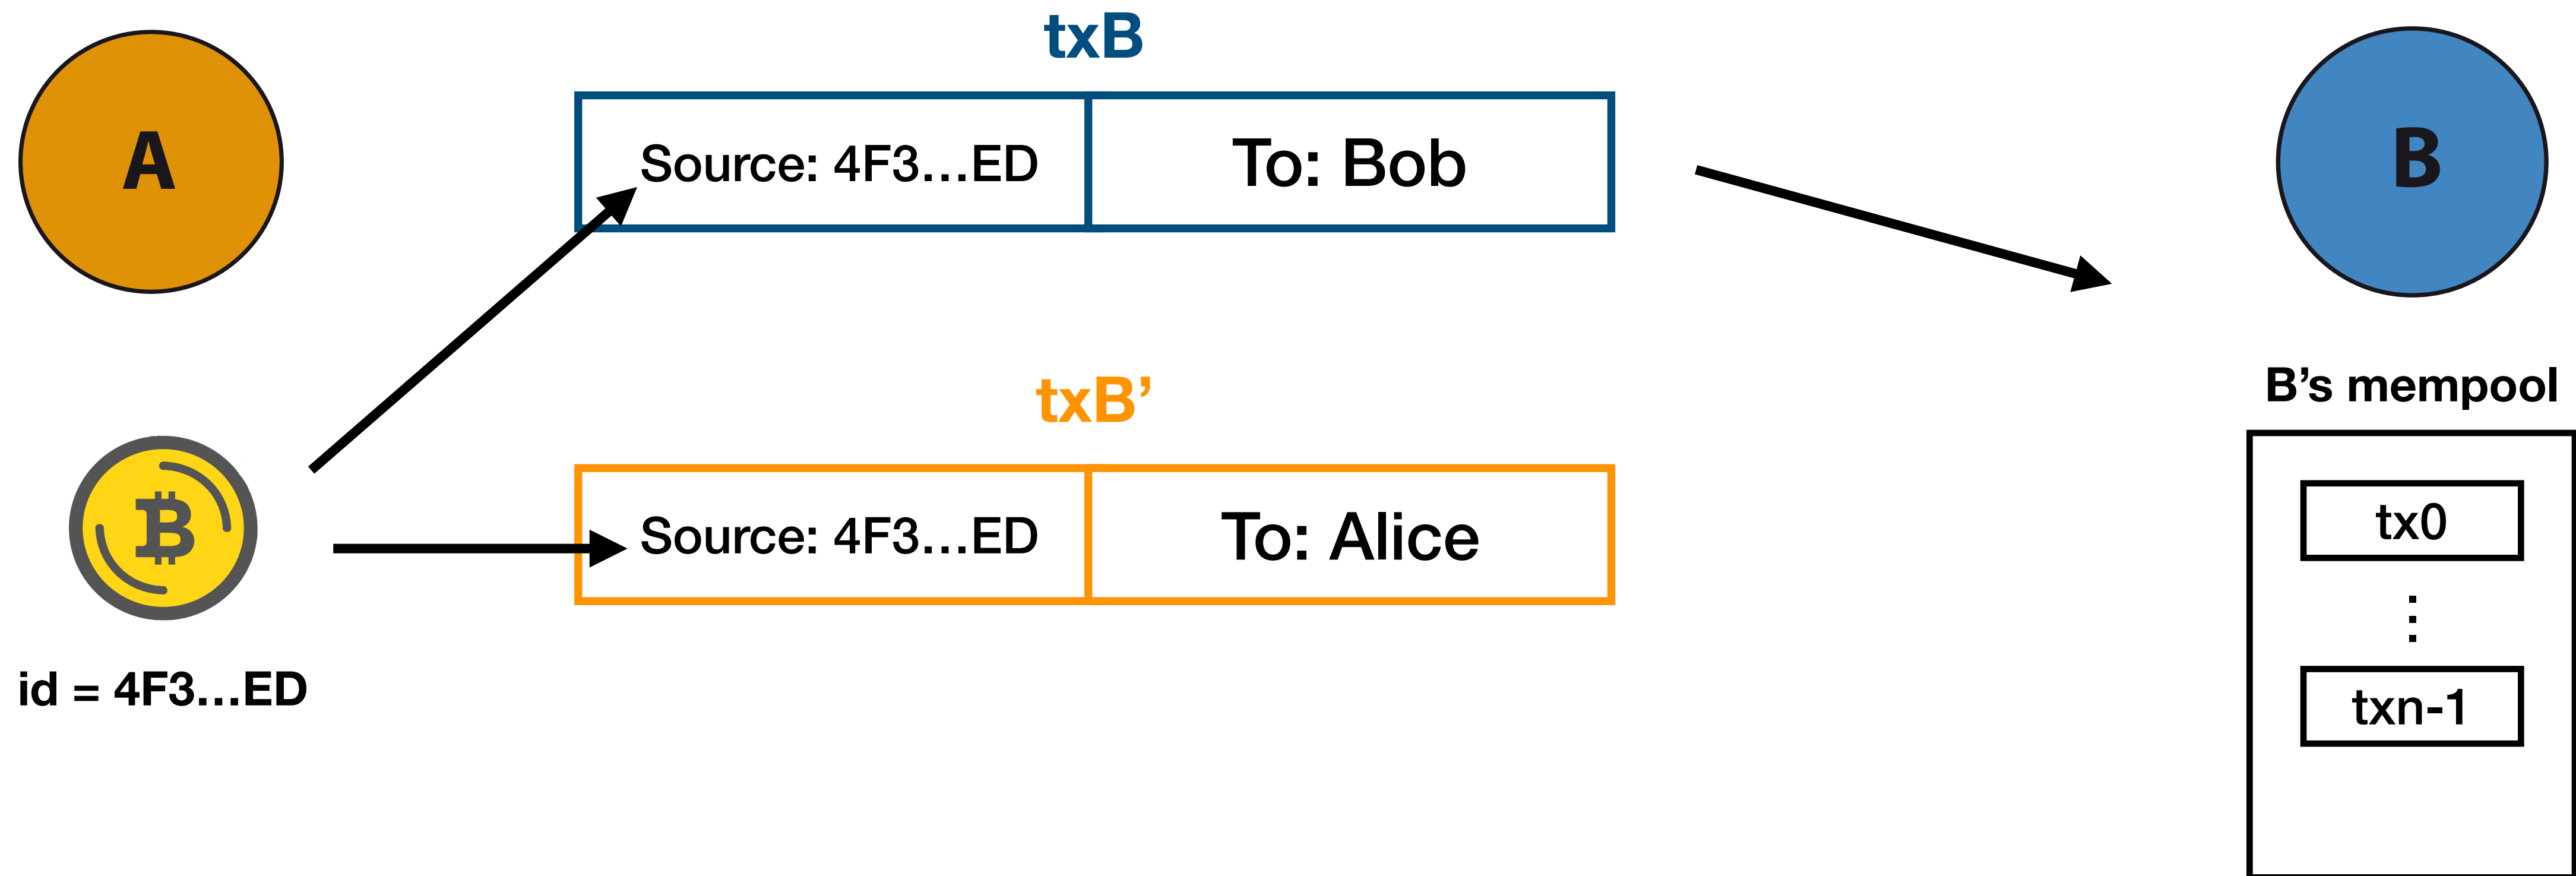 txB
A
Source: 4F3...ED
To: Bob
B
B's mempool
txB’
Source: 4F3...ED
To: Alice
tx0
⋮
txn-1
id = 4F3...ED